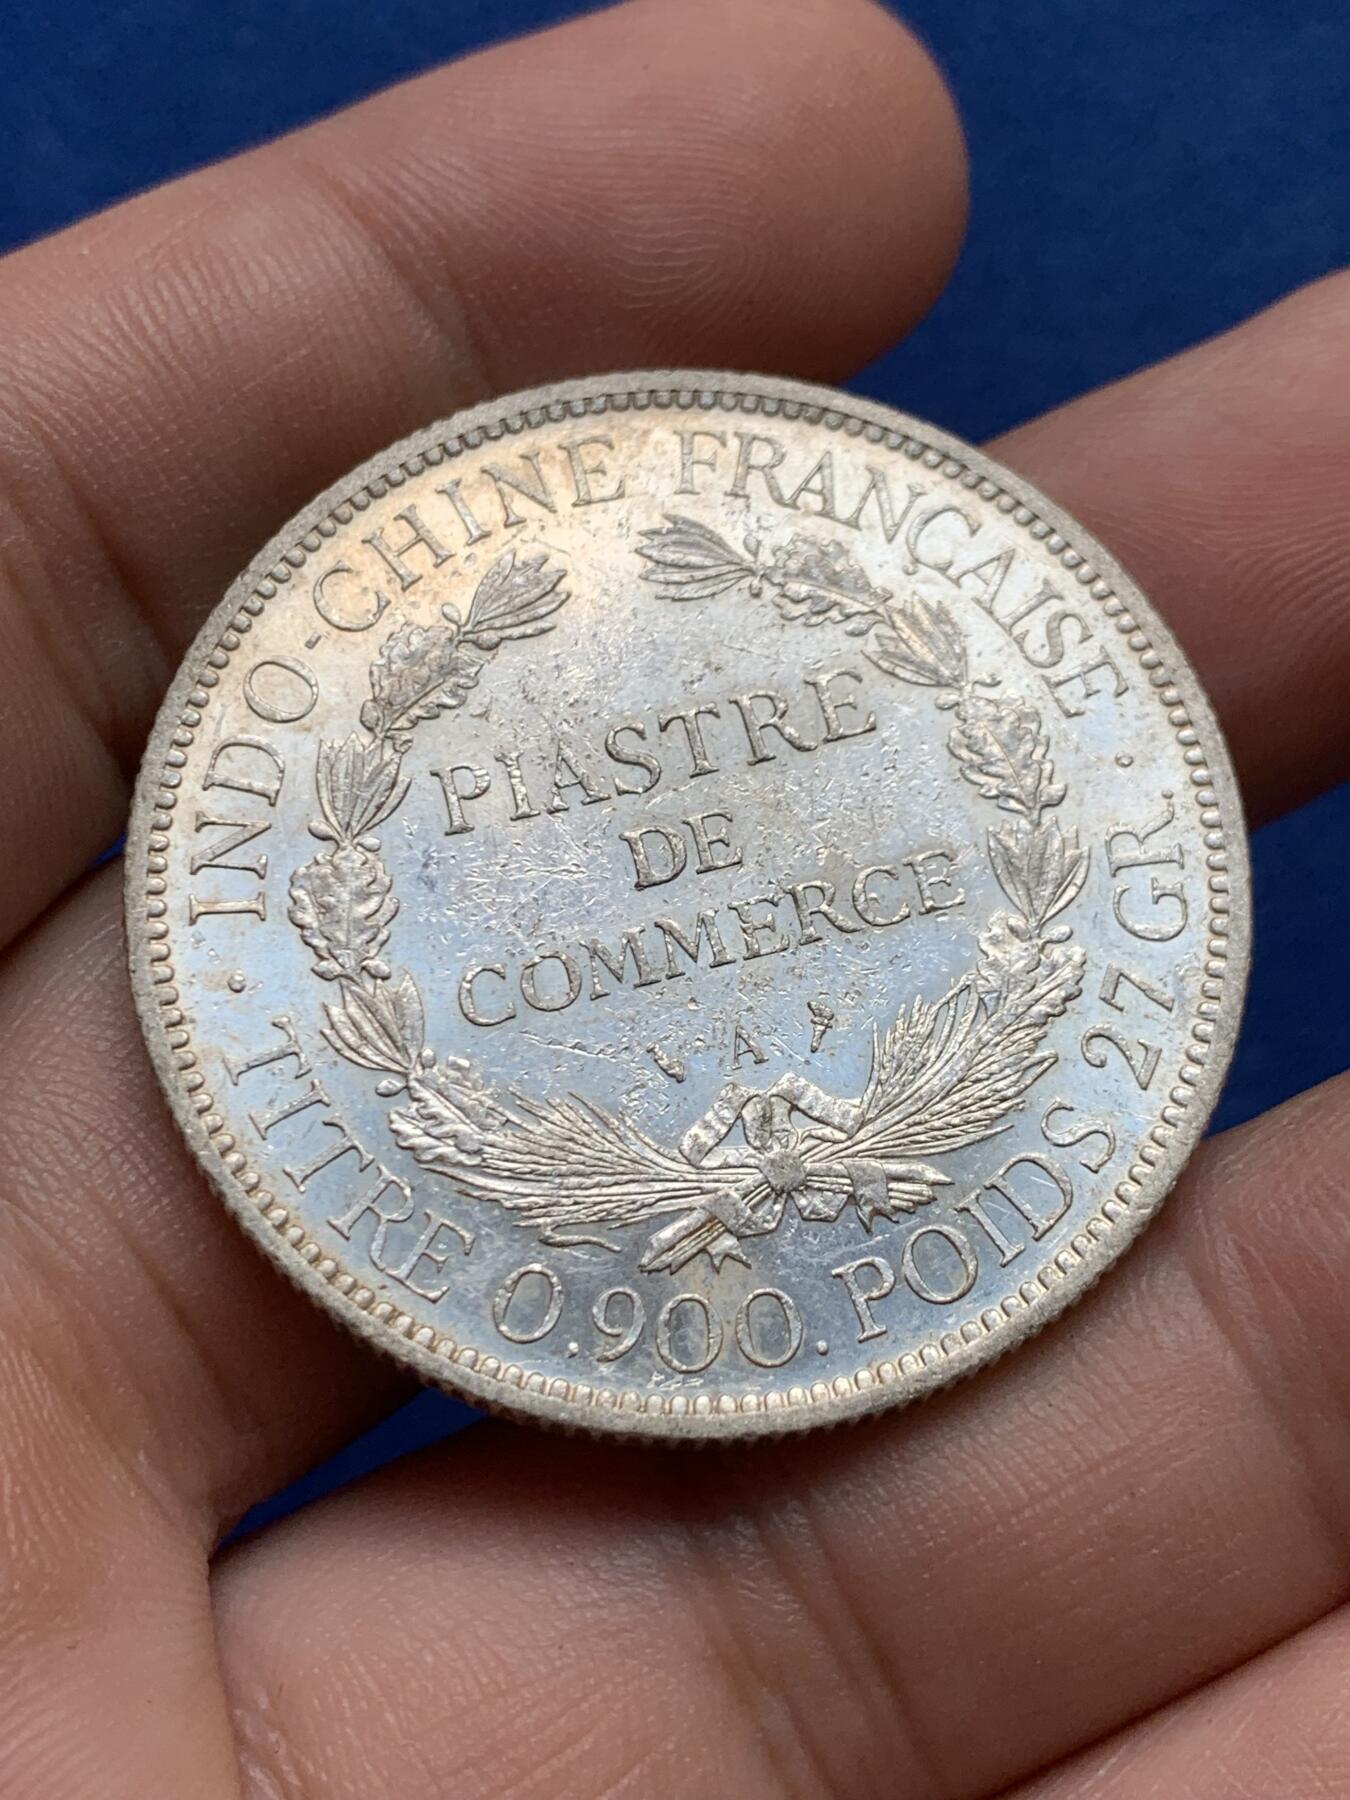 INDO-CHINE FRANÇAISE
PIASTRE
DE
COMMERCE
A
TITRE 0.900. POIDS 27 GR.